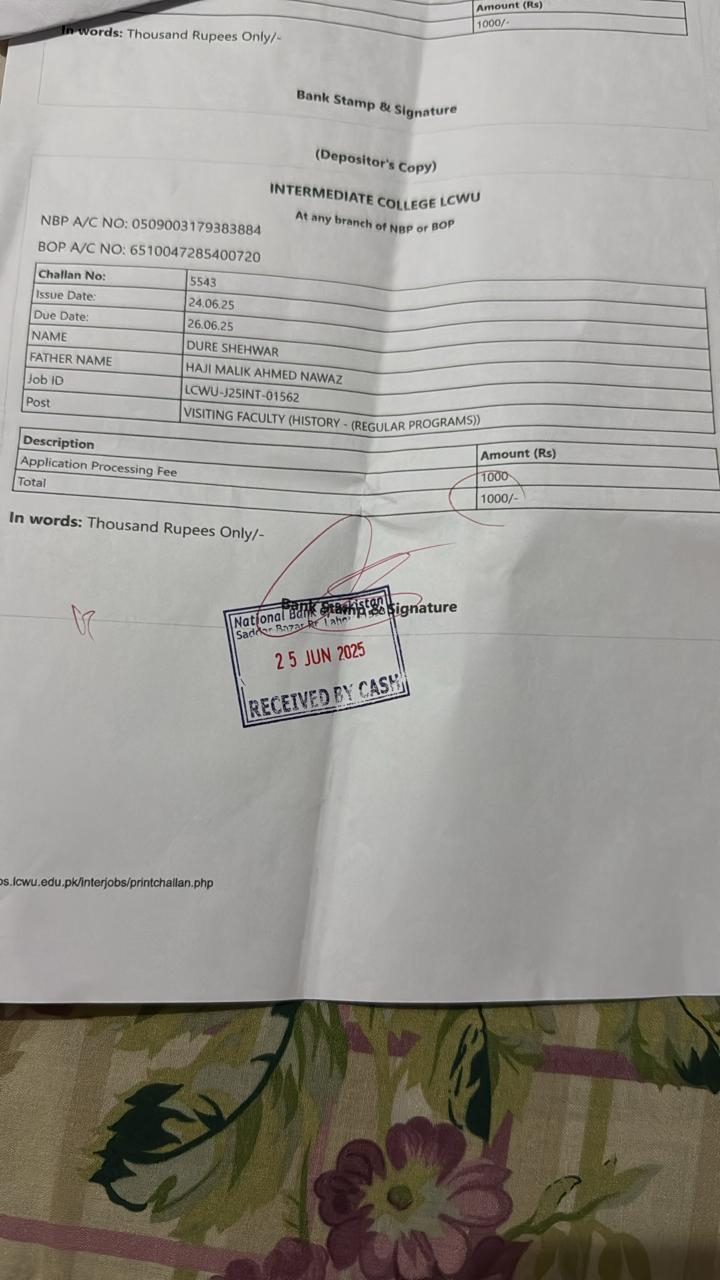 Amount (Rs)
1000/-
In words: Thousand Rupees Only/-
Bank Stamp & Signature
(Depositor's Copy)
INTERMEDIATE COLLEGE LCWU
At any branch of NBP or BOP
NBP A/C NO: 0509003179383884
BOP A/C NO: 6510047285400720
Challan No: 5543
Issue Date: 24.06.25
Due Date: 26.06.25
NAME DURE SHEHWAR
FATHER NAME HAJI MALIK AHMED NAWAZ
Job ID LCWU-J25INT-01562
Post VISITING FACULTY (HISTORY - (REGULAR PROGRAMS))
Description Amount (Rs)
Application Processing Fee 1000
Total 1000/-
In words: Thousand Rupees Only/-
Bank Stamp & Signature
National Bank of Pakistan
Saddar Bazar
25 JUN 2025
RECEIVED BY CASH
os.lcwu.edu.pk/interjobs/printchallan.php